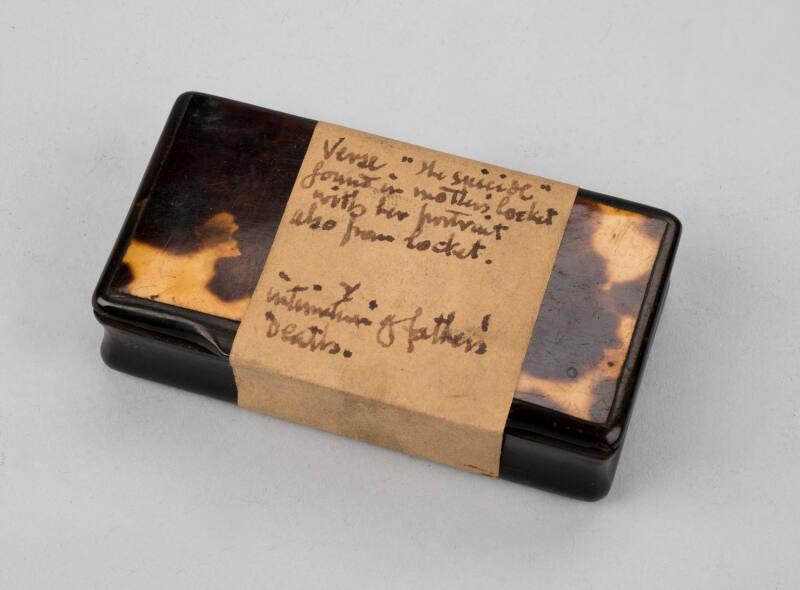 Verse "The suicide"
found in mother's locket
with her portrait
also from locket.
" Y "
intimation of father's
Death.